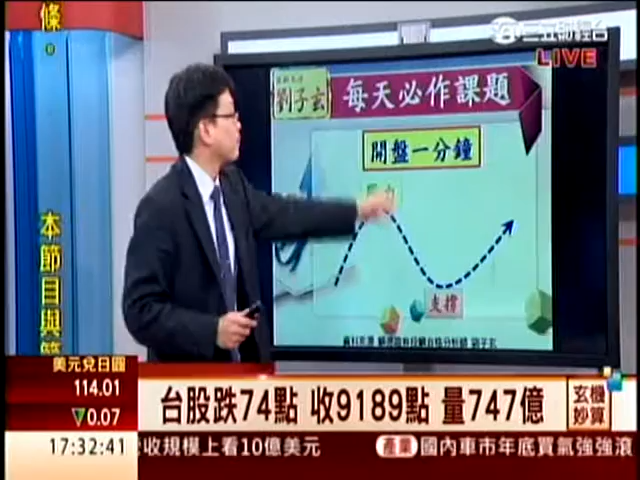 條
三立財經台
LIVE
劉子玄
每天必作課題
開盤一分鐘
支撐
本節目與
美元兌日圓
114.01
▽0.07
台股跌74點 收9189點 量747億
玄機
妙算
17:32:41
收規模上看10億美元
產業 國內車市年底買氣強強滾